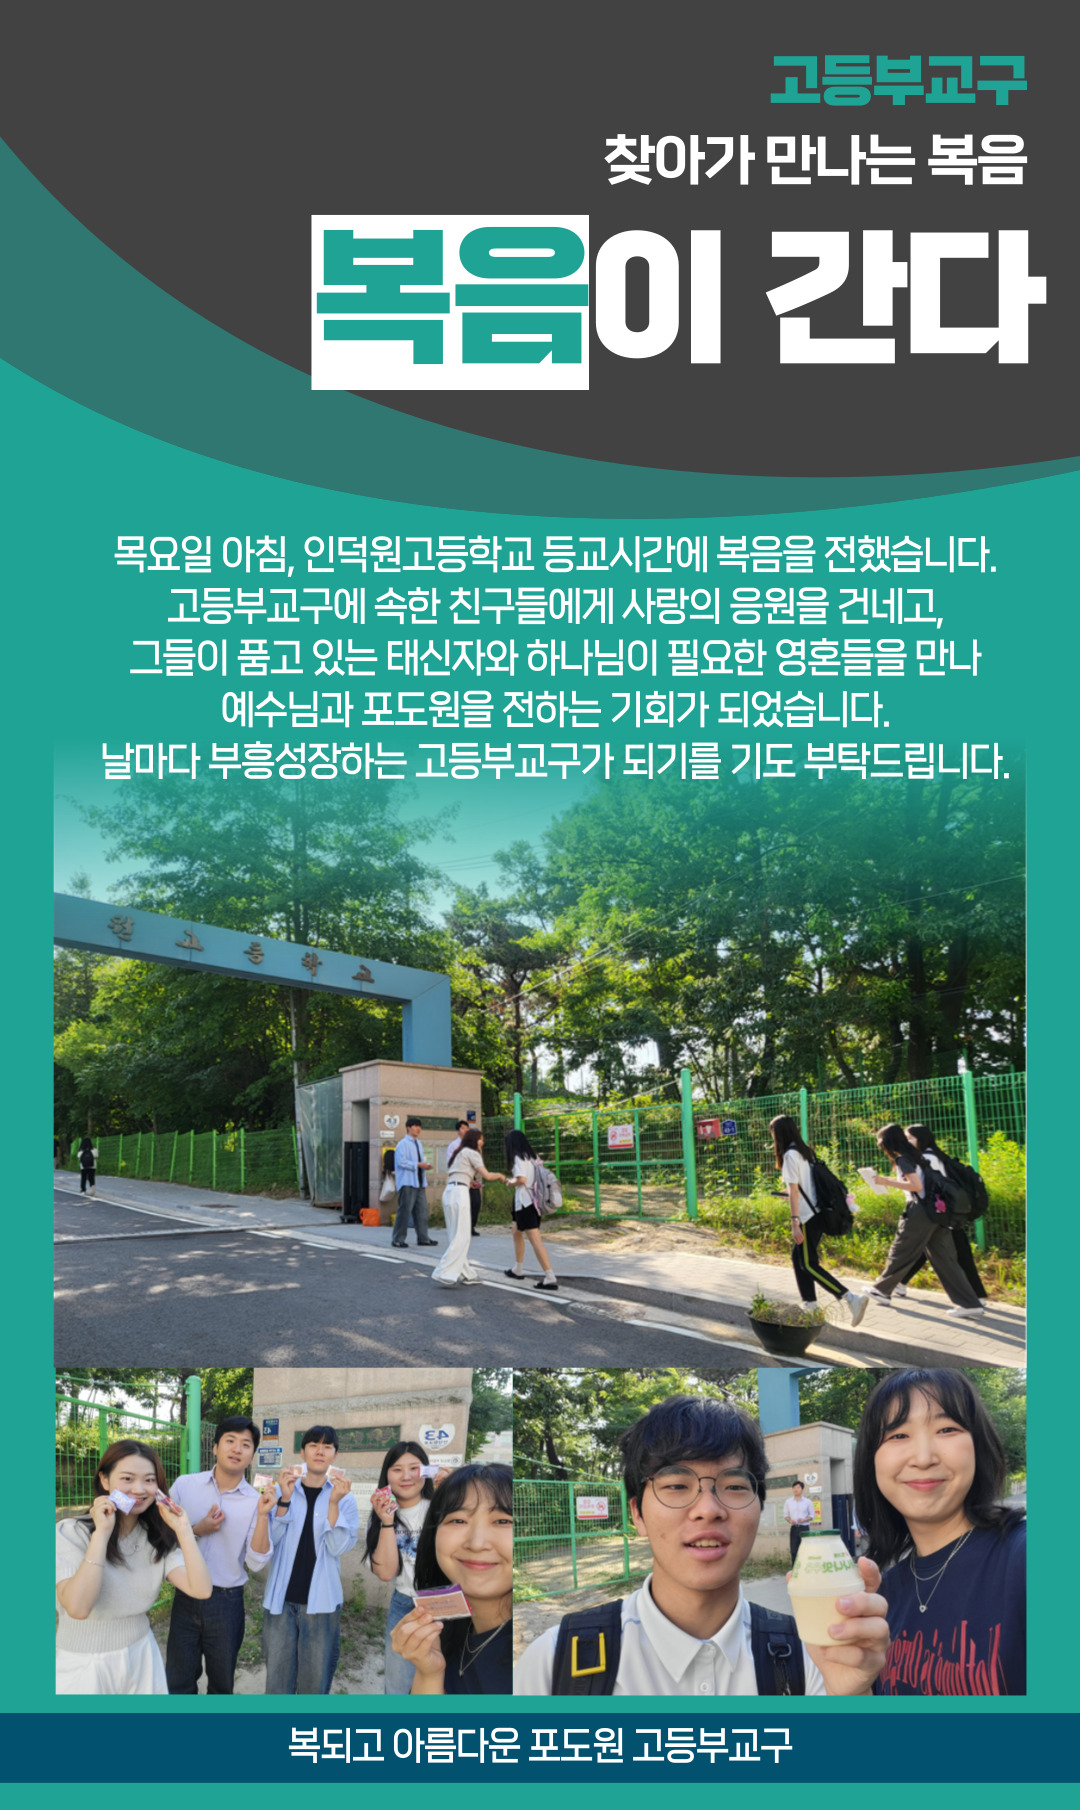 고등부교구
찾아가 만나는 복음
복음이 간다
목요일 아침, 인덕원고등학교 등교시간에 복음을 전했습니다.
고등부교구에 속한 친구들에게 사랑의 응원을 건네고,
그들이 품고 있는 태신자와 하나님이 필요한 영혼들을 만나
예수님과 포도원을 전하는 기회가 되었습니다.
날마다 부흥성장하는 고등부교구가 되기를 기도 부탁드립니다.
원고등학교
43
복되고 아름다운 포도원 고등부교구